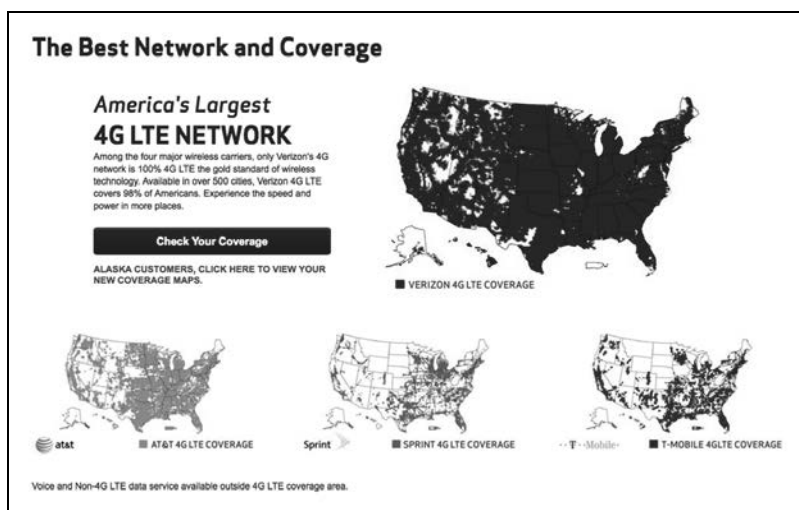 The Best Network and Coverage
America's Largest
4G LTE NETWORK
Among the four major wireless carriers, only Verizon's 4G
network is 100% 4G LTE the gold standard of wireless
technology. Available in over 500 cities, Verizon 4G LTE
covers 98% of Americans. Experience the speed and
power in more places.
Check Your Coverage
ALASKA CUSTOMERS, CLICK HERE TO VIEW YOUR
NEW COVERAGE MAPS.
VERIZON 4G LTE COVERAGE
at&t
AT&T 4G LTE COVERAGE
Sprint
SPRINT 4G LTE COVERAGE
T-Mobile
T-MOBILE 4GLTE COVERAGE
Voice and Non-4G LTE data service available outside 4G LTE coverage area.